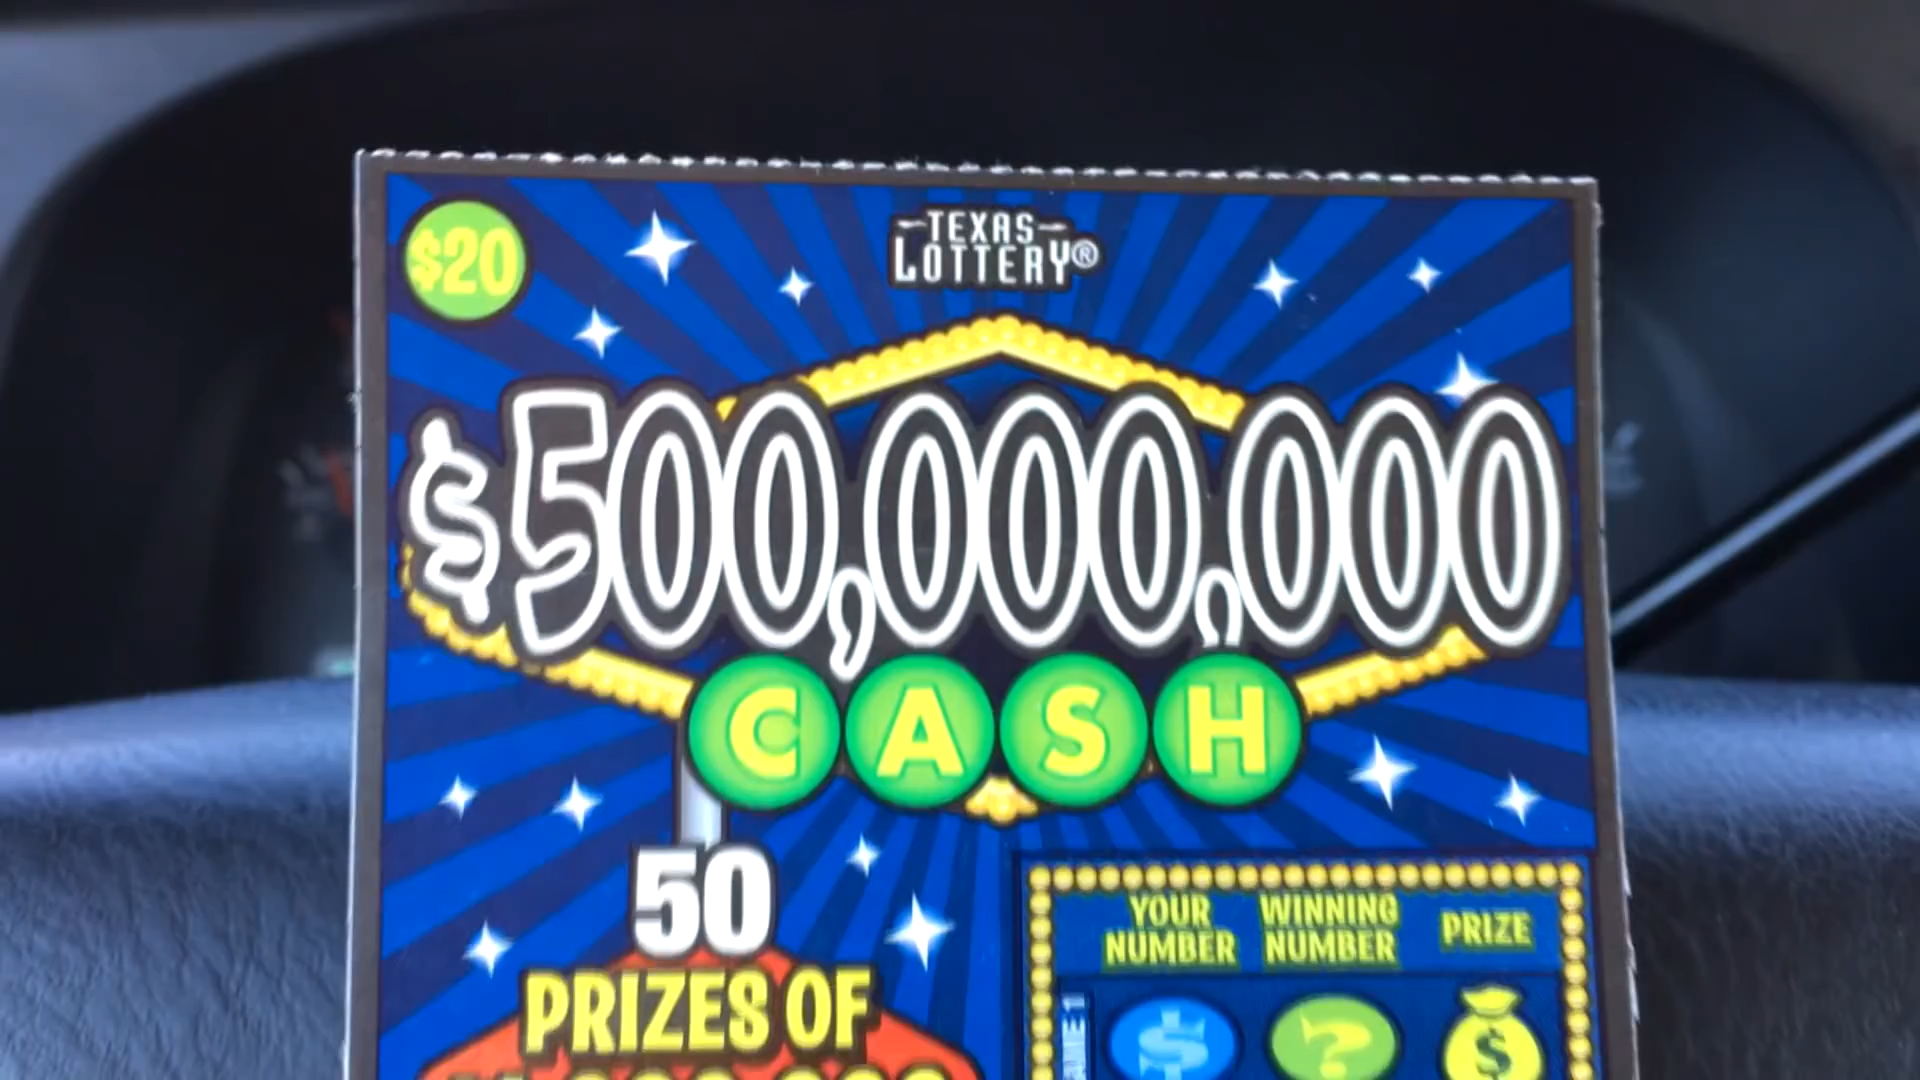 $20
TEXAS
LOTTERY®
$500,000,000
CASH
50
PRIZES OF
YOUR NUMBER
WINNING NUMBER
PRIZE
$
?
$